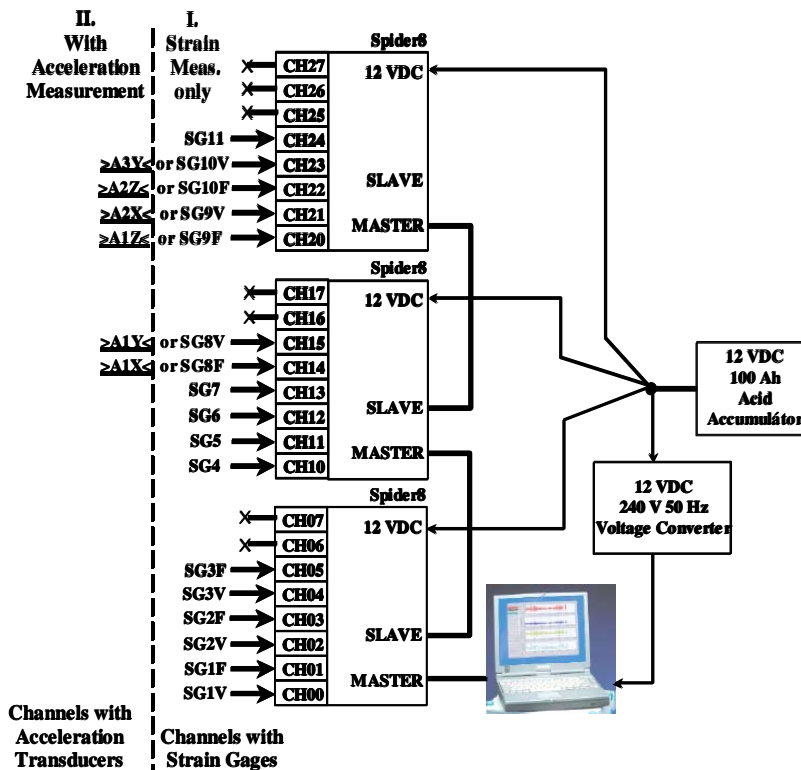 II.
With
Acceleration
Measurement
I.
Strain
Meas.
only
Spider8
CH27
12 VDC
CH26
CH25
SG11
CH24
>A3Y< or SG10V
CH23
>A2Z< or SG10F
CH22
SLAVE
>A2X< or SG9V
CH21
MASTER
>A1Z< or SG9F
CH20
Spider8
CH17
12 VDC
CH16
>A1Y< or SG8V
CH15
>A1X< or SG8F
CH14
SG7
CH13
SLAVE
SG6
CH12
SG5
CH11
MASTER
SG4
CH10
12 VDC
100 Ah
Acid
Accumulátor
12 VDC
240 V 50 Hz
Voltage Converter
Spider8
CH07
12 VDC
CH06
SG3F
CH05
SG3V
CH04
SG2F
CH03
SLAVE
SG2V
CH02
SG1F
CH01
MASTER
SG1V
CH00
Channels with
Acceleration
Transducers
Channels with
Strain Gages